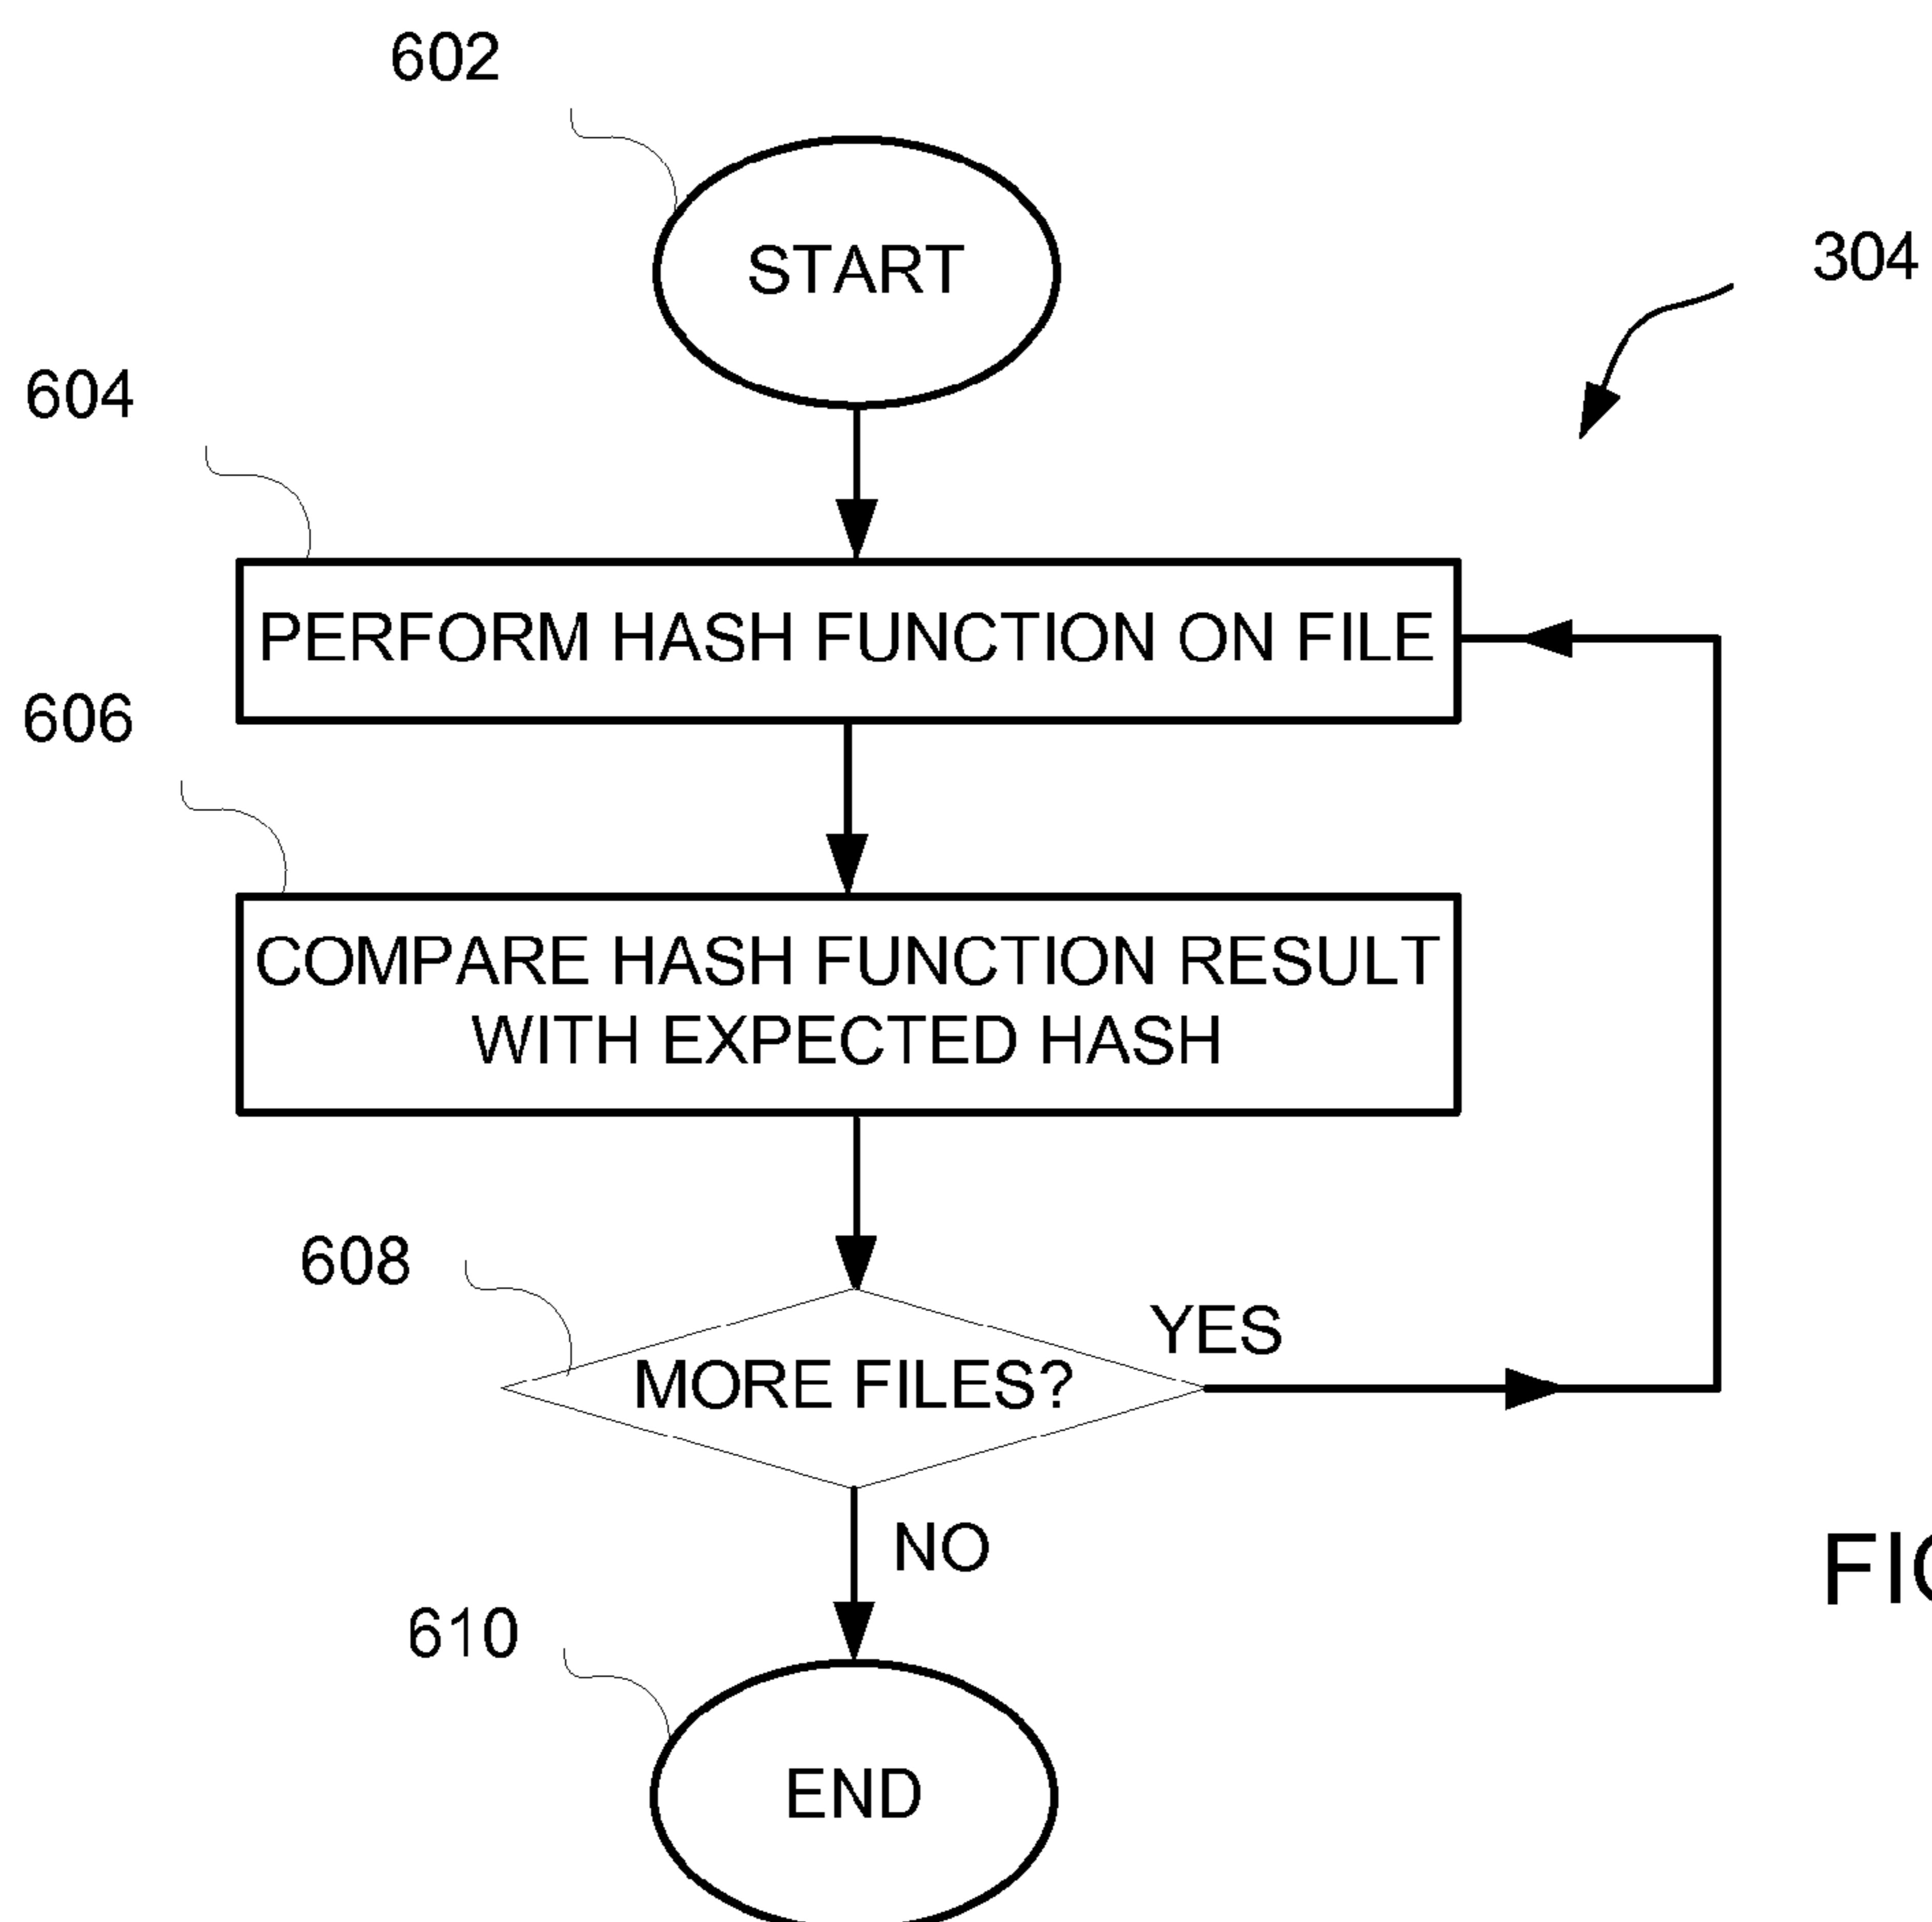 602
START
304
604
PERFORM HASH FUNCTION ON FILE
606
COMPARE HASH FUNCTION RESULT
WITH EXPECTED HASH
608
YES
MORE FILES?
NO
610
END